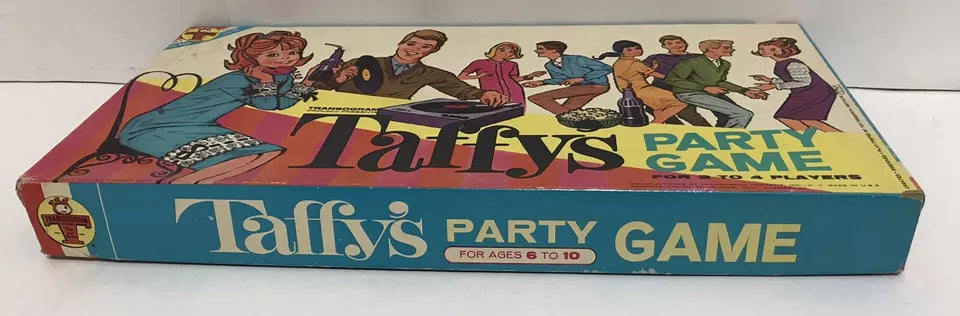 TRANSOGRAM
Taffys
PARTY
GAME
FOR 2 TO 4 PLAYERS
MADE IN U.S.A.
TRANSOGRAM
T
Taffy's PARTY GAME
FOR AGES 6 TO 10